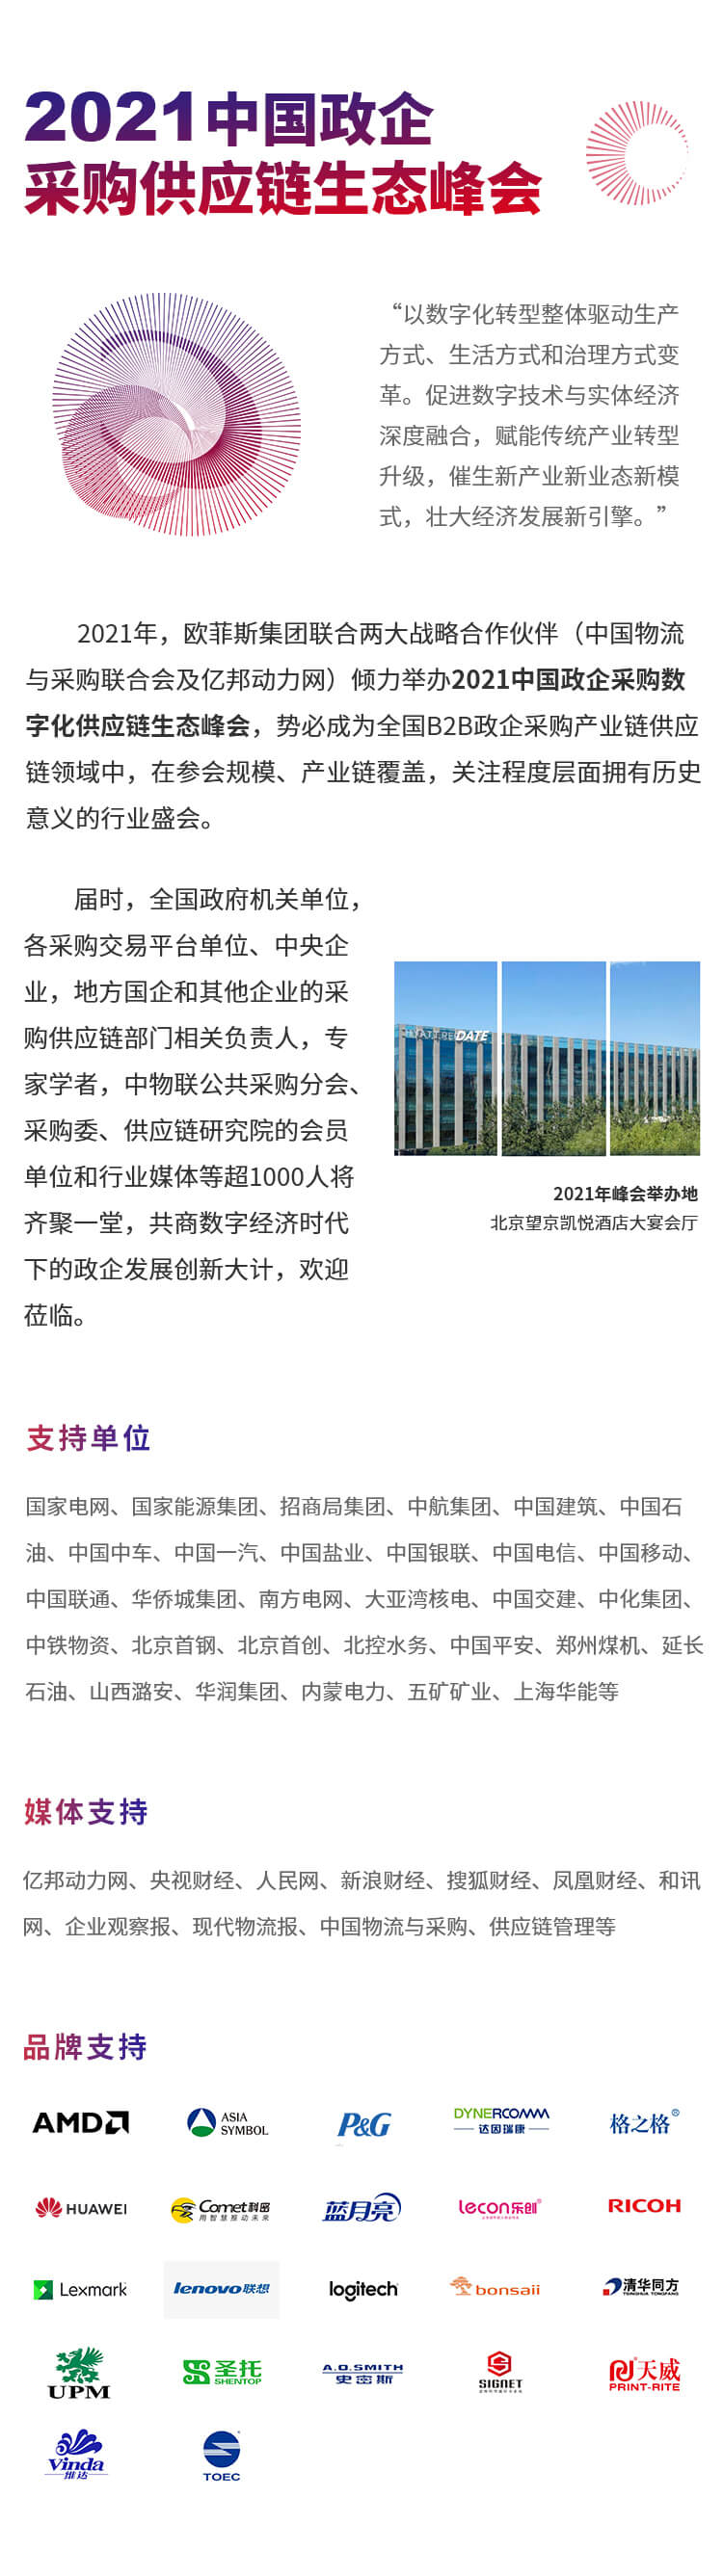 2021中国政企
采购供应链生态峰会
“以数字化转型整体驱动生产
方式、生活方式和治理方式变
革。促进数字技术与实体经济
深度融合，赋能传统产业转型
升级，催生新产业新业态新模
式，壮大经济发展新引擎。”
2021年，欧菲斯集团联合两大战略合作伙伴（中国物流
与采购联合会及亿邦动力网）倾力举办2021中国政企采购数
字化供应链生态峰会，势必成为全国B2B政企采购产业链供应
链领域中，在参会规模、产业链覆盖，关注程度层面拥有历史
意义的行业盛会。
届时，全国政府机关单位，
各采购交易平台单位、中央企
业，地方国企和其他企业的采
购供应链部门相关负责人，专
家学者，中物联公共采购分会、
采购委、供应链研究院的会员
单位和行业媒体等超1000人将
齐聚一堂，共商数字经济时代
下的政企发展创新大计，欢迎
莅临。
DATE
2021年峰会举办地
北京望京凯悦酒店大宴会厅
支持单位
国家电网、国家能源集团、招商局集团、中航集团、中国建筑、中国石
油、中国中车、中国一汽、中国盐业、中国银联、中国电信、中国移动、
中国联通、华侨城集团、南方电网、大亚湾核电、中国交建、中化集团、
中铁物资、北京首钢、北京首创、北控水务、中国平安、郑州煤机、延长
石油、山西潞安、华润集团、内蒙电力、五矿矿业、上海华能等
媒体支持
亿邦动力网、央视财经、人民网、新浪财经、搜狐财经、凤凰财经、和讯
网、企业观察报、现代物流报、中国物流与采购、供应链管理等
品牌支持
AMD
ASIA
SYMBOL
P&G
DYNERCOMM
达因瑞康
格之格®
HUAWEI
Comet科密
用智慧推动未来
蓝月亮
Lecon乐创®
RICOH
Lexmark
lenovo联想
logitech
bonsaii
清华同方
TSINGHUA TONGFANG
UPM
圣托
SHENTOP
A.O.SMITH
史密斯
SIGNET
天威
PRINT-RITE
Vinda
维达
TOEC